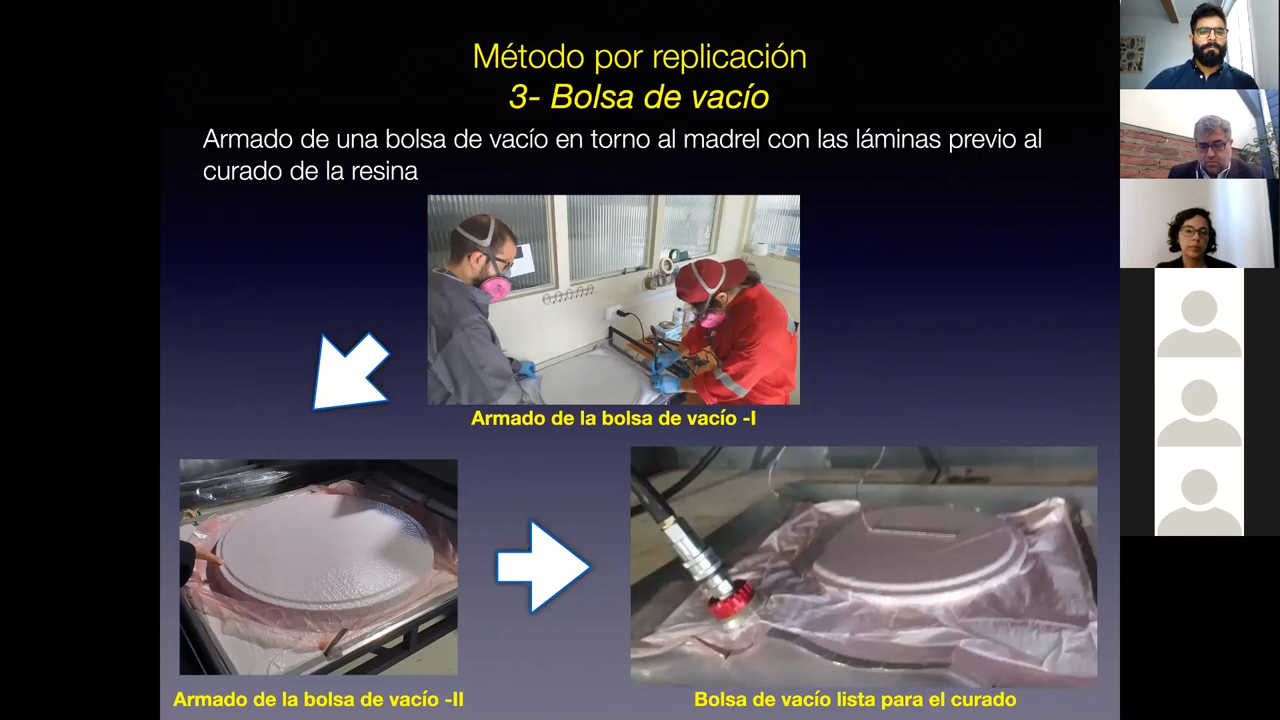 Método por replicación
3- Bolsa de vacío
Armado de una bolsa de vacío en torno al madrel con las láminas previo al
curado de la resina
Armado de la bolsa de vacío -I
Armado de la bolsa de vacío -II
Bolsa de vacío lista para el curado